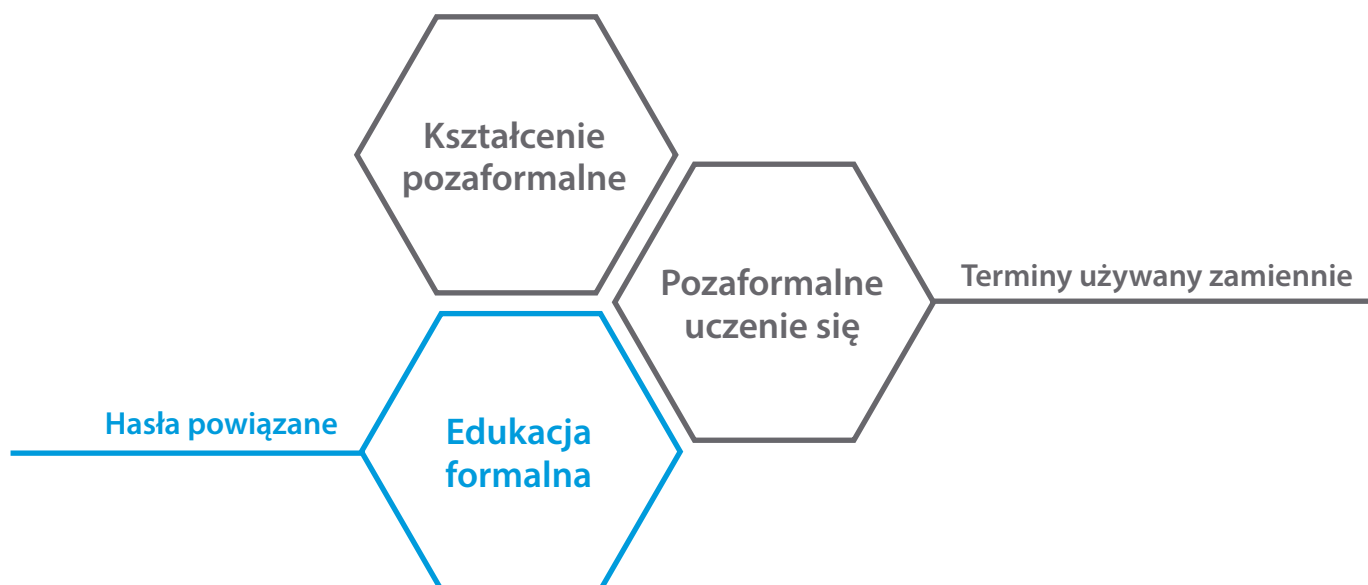 Kształcenie
pozaformalne
Pozaformalne
uczenie się
Terminy używany zamiennie
Hasła powiązane
Edukacja
formalna